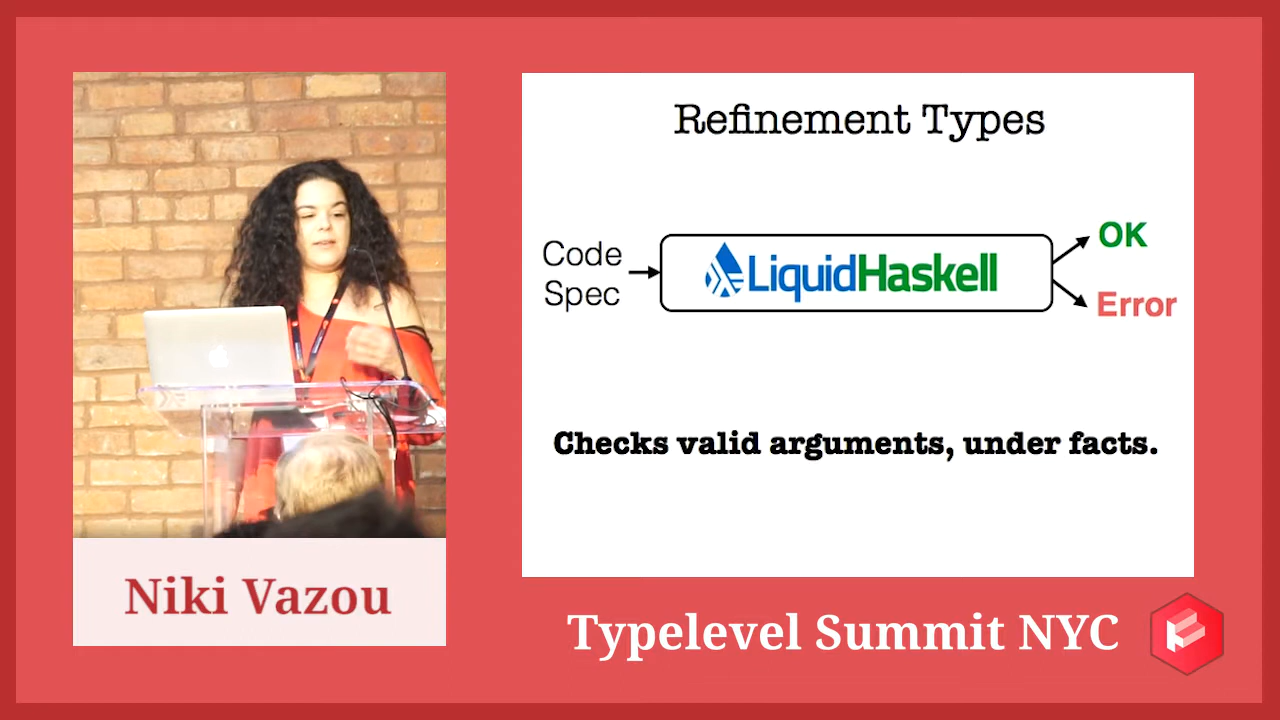 Refinement Types
Code
Spec
LiquidHaskell
OK
Error
Checks valid arguments, under facts.
Niki Vazou
Typelevel Summit NYC